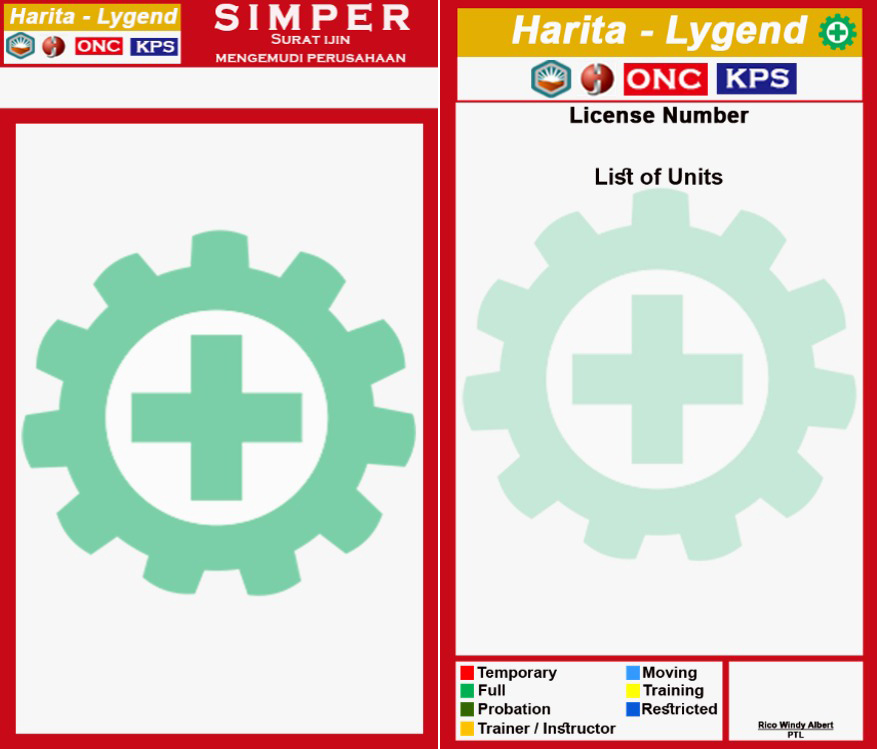 Harita - Lygend
ONC KPS
SIMPER
SURAT IJIN
MENGEMUDI PERUSAHAAN
Harita - Lygend
ONC KPS
License Number
List of Units
Temporary
Full
Probation
Trainer / Instructor
Moving
Training
Restricted
Rico Windy Albert
PTL